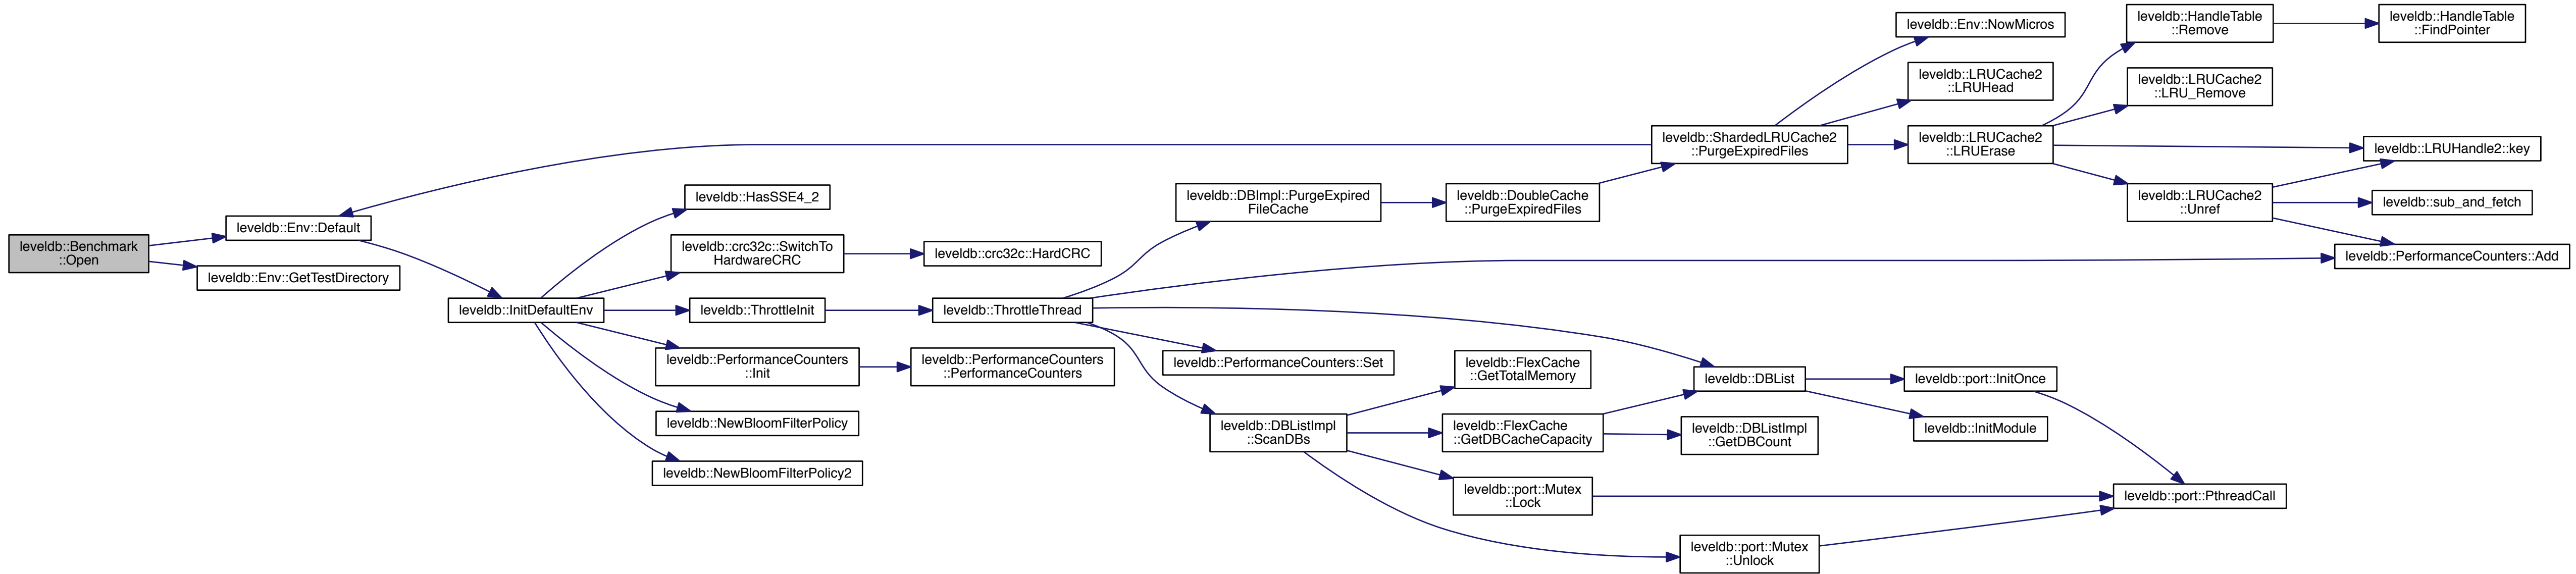 leveldb::Benchmark
::Open
leveldb::Env::Default
leveldb::Env::GetTestDirectory
leveldb::InitDefaultEnv
leveldb::HasSSE4_2
leveldb::crc32c::SwitchTo
HardwareCRC
leveldb::ThrottleInit
leveldb::PerformanceCounters
::Init
leveldb::NewBloomFilterPolicy
leveldb::NewBloomFilterPolicy2
leveldb::crc32c::HardCRC
leveldb::ThrottleThread
leveldb::PerformanceCounters
::PerformanceCounters
leveldb::DBImpl::PurgeExpired
FileCache
leveldb::PerformanceCounters::Set
leveldb::DBListImpl
::ScanDBs
leveldb::DoubleCache
::PurgeExpiredFiles
leveldb::FlexCache
::GetTotalMemory
leveldb::FlexCache
::GetDBCacheCapacity
leveldb::port::Mutex
::Lock
leveldb::ShardedLRUCache2
::PurgeExpiredFiles
leveldb::DBList
leveldb::DBListImpl
::GetDBCount
leveldb::port::Mutex
::Unlock
leveldb::Env::NowMicros
leveldb::LRUCache2
::LRUHead
leveldb::LRUCache2
::LRUErase
leveldb::port::InitOnce
leveldb::InitModule
leveldb::HandleTable
::Remove
leveldb::LRUCache2
::LRU_Remove
leveldb::LRUCache2
::Unref
leveldb::port::PthreadCall
leveldb::HandleTable
::FindPointer
leveldb::LRUHandle2::key
leveldb::sub_and_fetch
leveldb::PerformanceCounters::Add